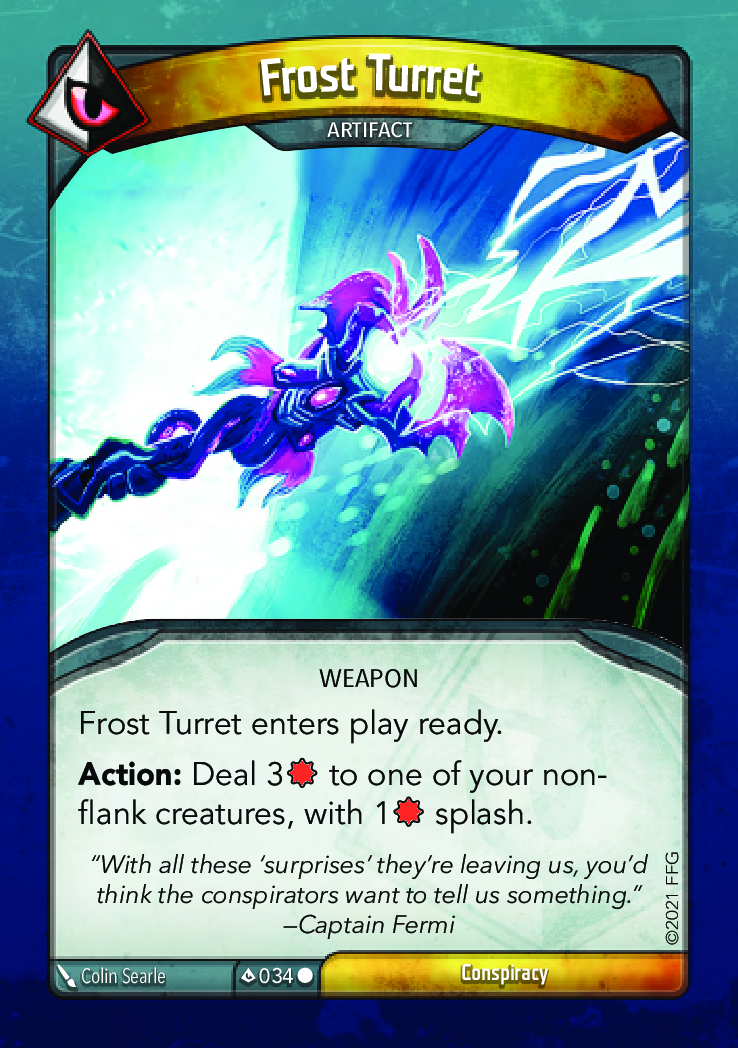 Frost Turret
ARTIFACT
WEAPON
Frost Turret enters play ready.
Action: Deal 3 to one of your non-
flank creatures, with 1 splash.
“With all these ‘surprises’ they’re leaving us, you’d
think the conspirators want to tell us something.”
–Captain Fermi
©2021 FFG
Colin Searle
034
Conspiracy